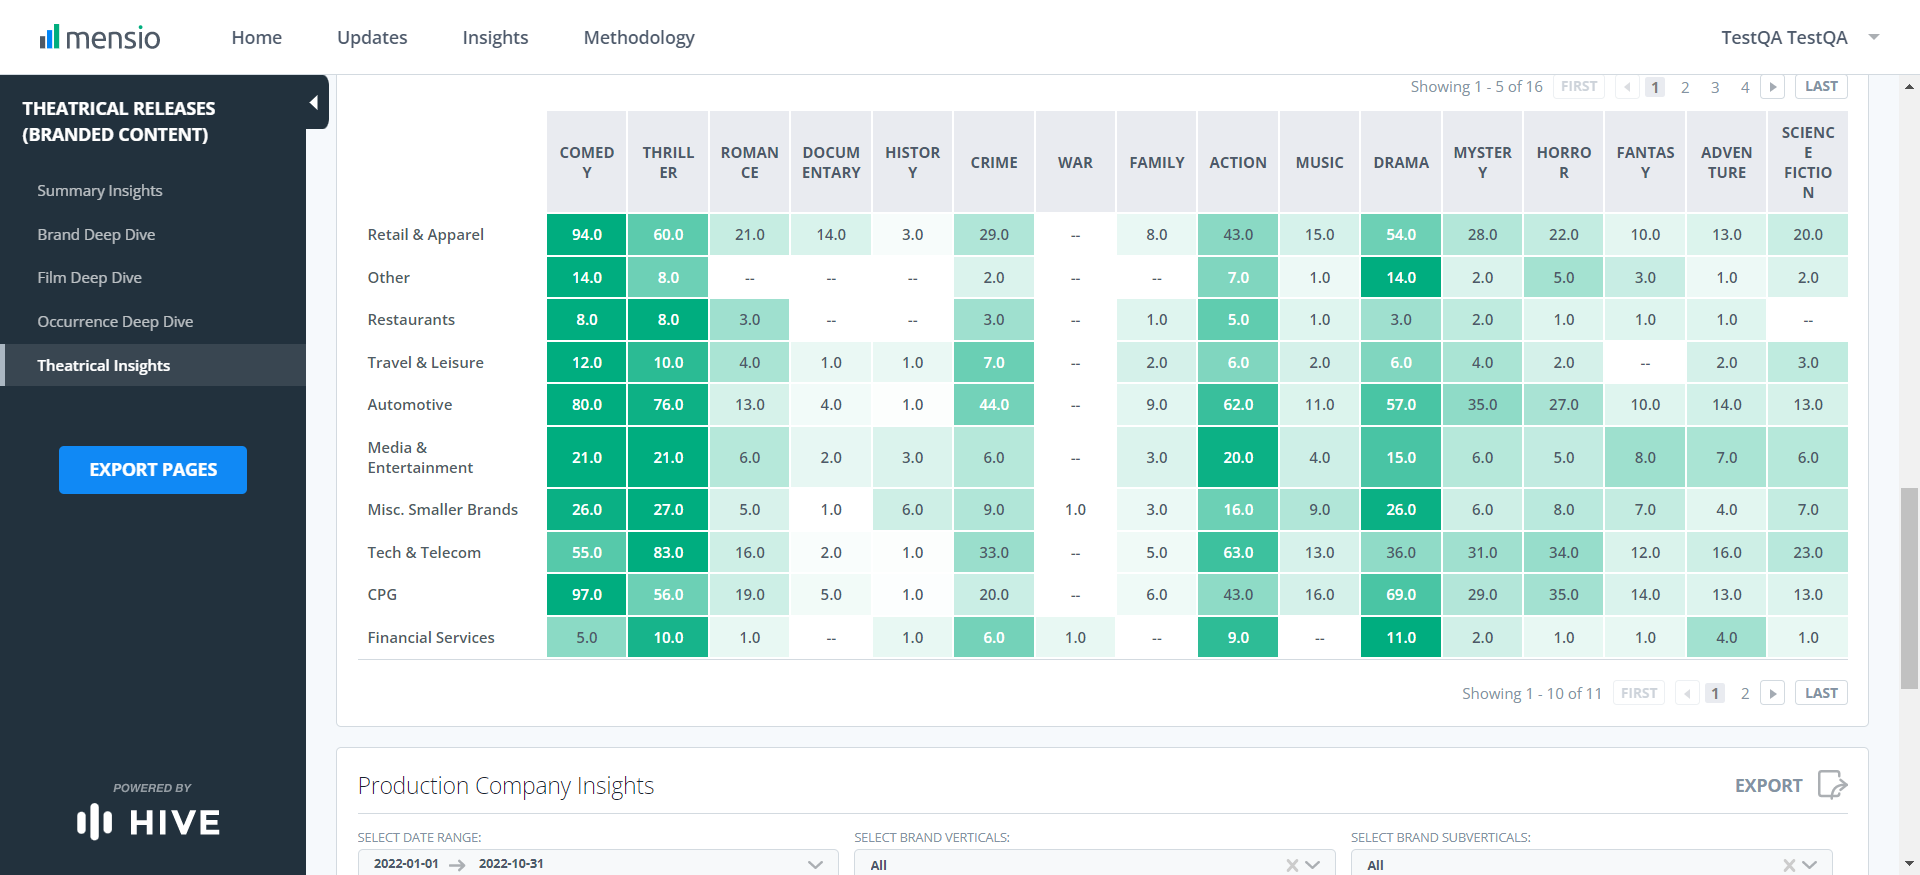 mensio Home Updates Insights Methodology TestQA TestQA
THEATRICAL RELEASES
(BRANDED CONTENT)
Summary Insights
Brand Deep Dive
Film Deep Dive
Occurrence Deep Dive
Theatrical Insights
EXPORT PAGES
POWERED BY
HIVE
Showing 1 - 5 of 16 FIRST 1 2 3 4 LAST
COMED
Y
THRILL
ER
ROMAN
CE
DOCUM
ENTARY
HISTOR
Y
CRIME
WAR
FAMILY
ACTION
MUSIC
DRAMA
MYSTER
Y
HORRO
R
FANTAS
Y
ADVEN
TURE
SCIENC
E
FICTIO
N
Retail & Apparel 94.0 60.0 21.0 14.0 3.0 29.0 -- 8.0 43.0 15.0 54.0 28.0 22.0 10.0 13.0 20.0
Other 14.0 8.0 -- -- -- 2.0 -- -- 7.0 1.0 14.0 2.0 5.0 3.0 1.0 2.0
Restaurants 8.0 8.0 3.0 -- -- 3.0 -- 1.0 5.0 1.0 3.0 2.0 1.0 1.0 1.0 --
Travel & Leisure 12.0 10.0 4.0 1.0 1.0 7.0 -- 2.0 6.0 2.0 6.0 4.0 2.0 -- 2.0 3.0
Automotive 80.0 76.0 13.0 4.0 1.0 44.0 -- 9.0 62.0 11.0 57.0 35.0 27.0 10.0 14.0 13.0
Media &
Entertainment 21.0 21.0 6.0 2.0 3.0 6.0 -- 3.0 20.0 4.0 15.0 6.0 5.0 8.0 7.0 6.0
Misc. Smaller Brands 26.0 27.0 5.0 1.0 6.0 9.0 1.0 3.0 16.0 9.0 26.0 6.0 8.0 7.0 4.0 7.0
Tech & Telecom 55.0 83.0 16.0 2.0 1.0 33.0 -- 5.0 63.0 13.0 36.0 31.0 34.0 12.0 16.0 23.0
CPG 97.0 56.0 19.0 5.0 1.0 20.0 -- 6.0 43.0 16.0 69.0 29.0 35.0 14.0 13.0 13.0
Financial Services 5.0 10.0 1.0 -- 1.0 6.0 1.0 -- 9.0 -- 11.0 2.0 1.0 1.0 4.0 1.0
Showing 1 - 10 of 11 FIRST 1 2 LAST
Production Company Insights EXPORT
SELECT DATE RANGE: SELECT BRAND VERTICALS: SELECT BRAND SUBVERTICALS:
2022-01-01 → 2022-10-31 All All